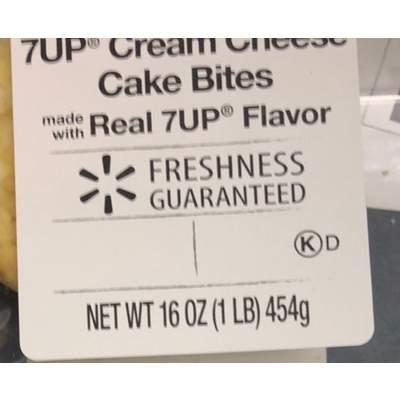 7UP® Cream Cheese
Cake Bites
made with Real 7UP® Flavor
FRESHNESS
GUARANTEED
K D
NET WT 16 OZ (1 LB) 454g